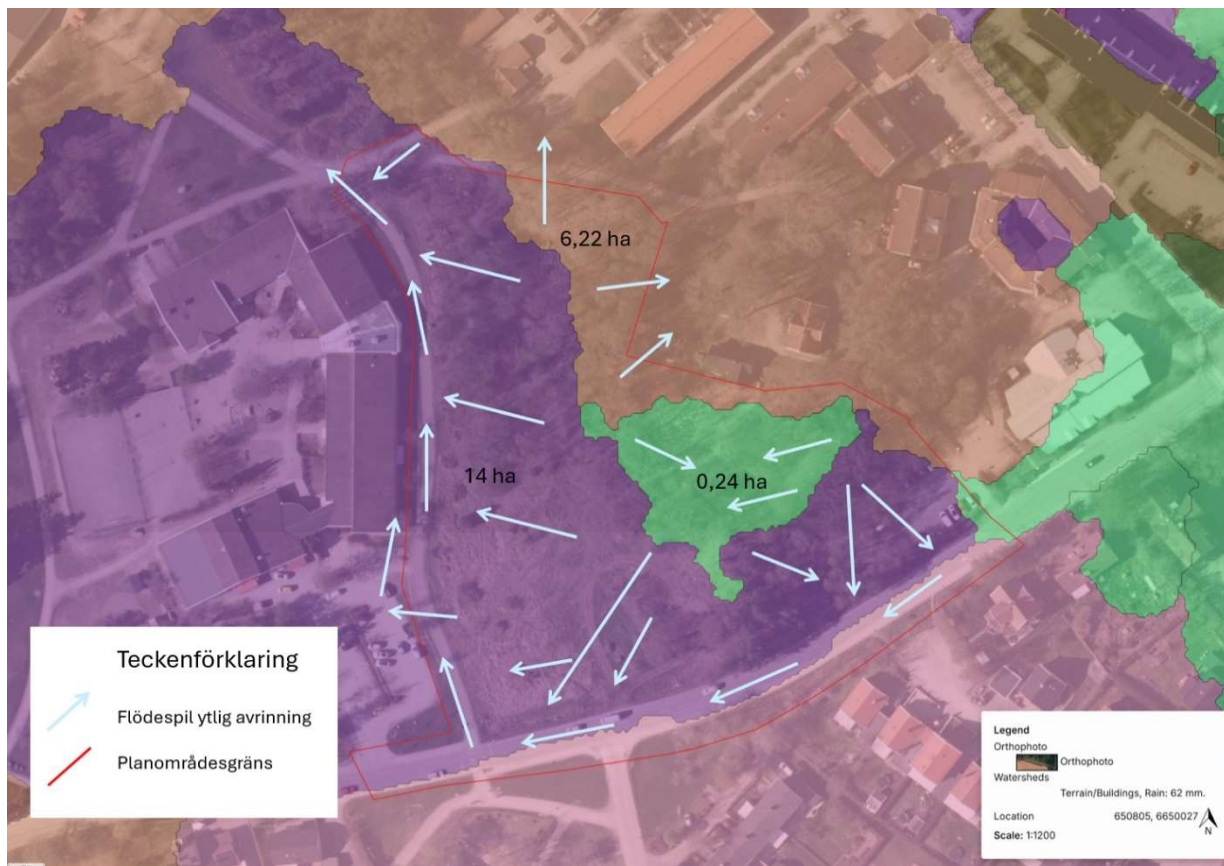 6,22 ha
14 ha
0,24 ha
Teckenförklaring
Flödespil ytlig avrinning
Planområdesgräns
Legend
Orthophoto
Orthophoto
Watersheds
Terrain/Buildings, Rain: 62 mm.
Location 650805, 6650027
Scale: 1:1200
N